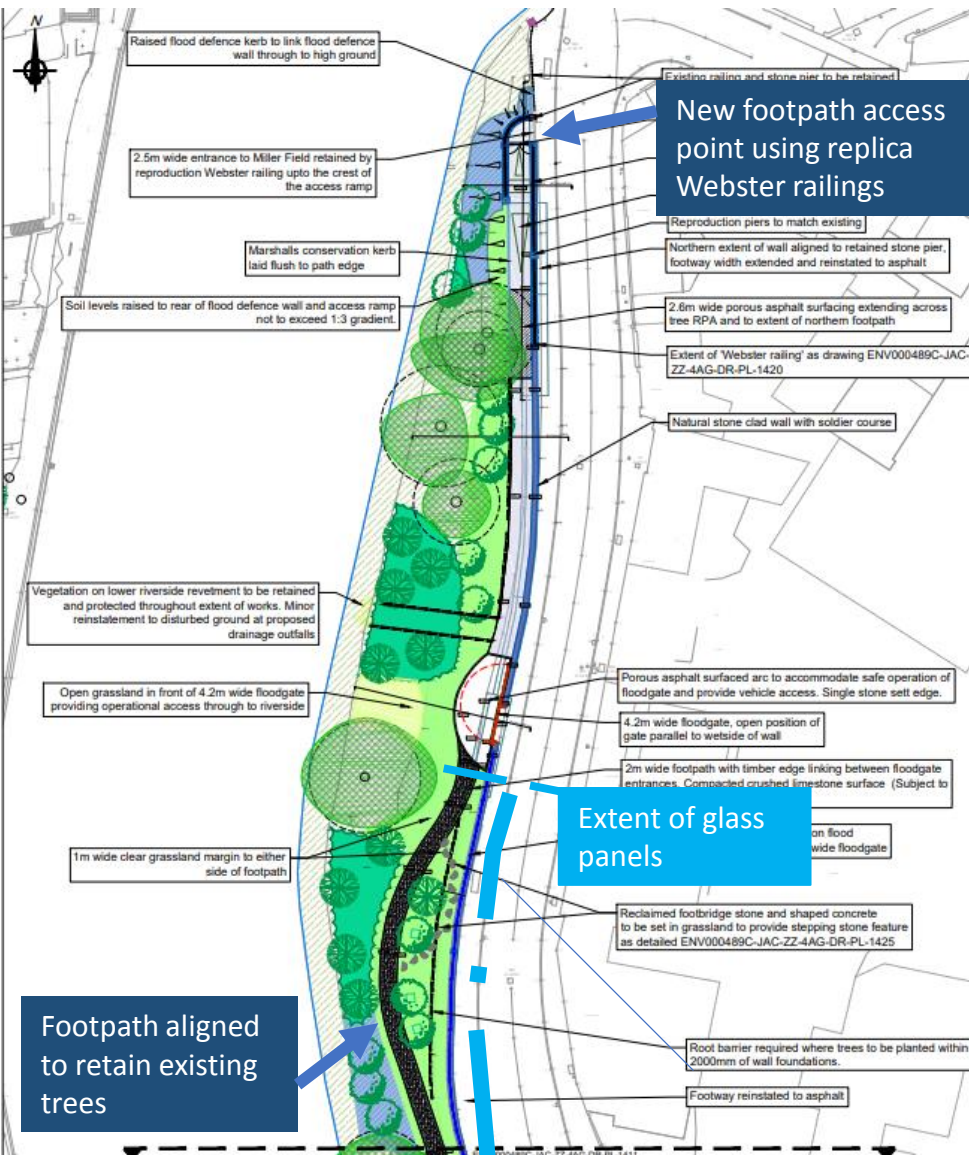 N
Raised flood defence kerb to link flood defence
wall through to high ground
Existing railing and stone pier to be retained
New footpath access
point using replica
Webster railings
2.5m wide entrance to Miller Field retained by
reproduction Webster railing upto the crest of
the access ramp
Reproduction piers to match existing
Marshalls conservation kerb
laid flush to path edge
Northern extent of wall aligned to retained stone pier,
footway width extended and reinstated to asphalt
Soil levels raised to rear of flood defence wall and access ramp
not to exceed 1:3 gradient.
2.6m wide porous asphalt surfacing extending across
tree RPA and to extent of northern footpath
Extent of 'Webster railing' as drawing ENV000489C-JAC-
ZZ-4AG-DR-PL-1420
Natural stone clad wall with soldier course
Vegetation on lower riverside revetment to be retained
and protected throughout extent of works. Minor
reinstatement to disturbed ground at proposed
drainage outfalls
Porous asphalt surfaced arc to accommodate safe operation of
floodgate and provide vehicle access. Single stone sett edge.
Open grassland in front of 4.2m wide floodgate
providing operational access through to riverside
4.2m wide floodgate, open position of
gate parallel to wetside of wall
2m wide footpath with timber edge linking between floodgate
entrances. Compacted crushed limestone surface (Subject to
Extent of glass
panels
on flood
wide floodgate
1m wide clear grassland margin to either
side of footpath
Reclaimed footbridge stone and shaped concrete
to be set in grassland to provide stepping stone feature
as detailed ENV000489C-JAC-ZZ-4AG-DR-PL-1425
Footpath aligned
to retain existing
trees
Root barrier required where trees to be planted within
2000mm of wall foundations.
Footway reinstated to asphalt